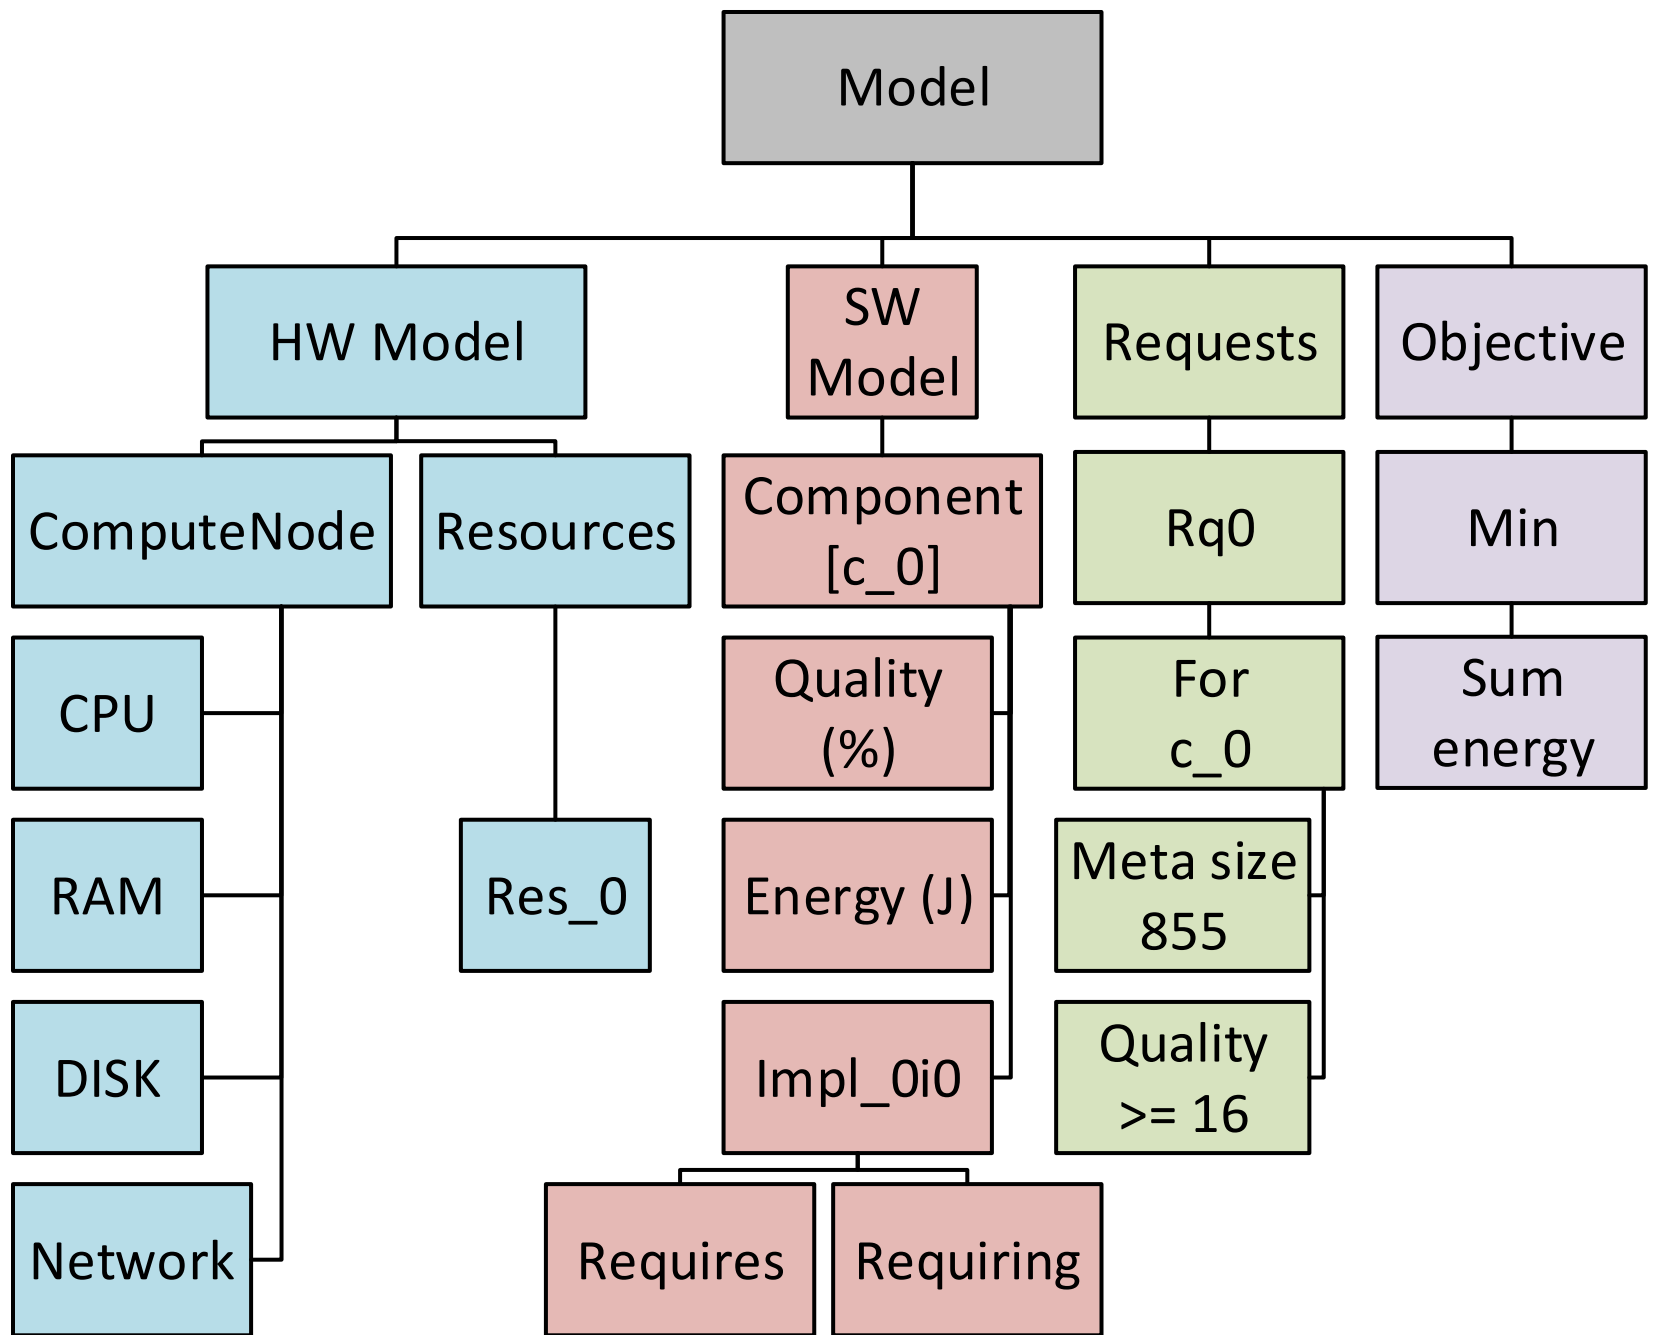 Model
HW Model
SW
Model
Requests
Objective
ComputeNode
Resources
Component
[c_0]
Rq0
Min
CPU
Quality
(%)
For
c_0
Sum
energy
RAM
Res_0
Energy (J)
Meta size
855
DISK
Impl_0i0
Quality
>= 16
Network
Requires
Requiring